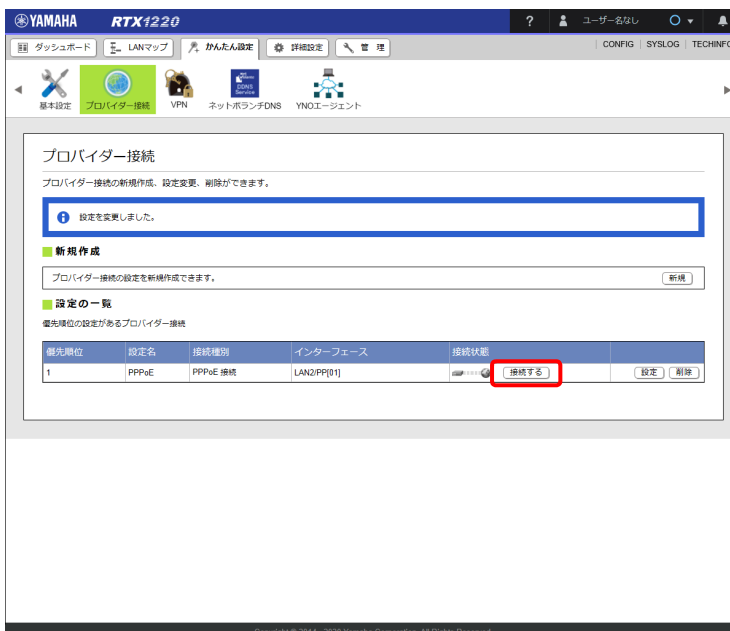 YAMAHA RTX1220 ? ユーザー名なし
ダッシュボード LANマップ かんたん設定 詳細設定 管 理 CONFIG SYSLOG TECHINFO
基本設定 プロバイダー接続 VPN ネットボランチDNS YNOエージェント
プロバイダー接続
プロバイダー接続の新規作成、設定変更、削除ができます。
設定を変更しました。
新規作成
プロバイダー接続の設定を新規作成できます。 新規
設定の一覧
優先順位の設定があるプロバイダー接続
優先順位 設定名 接続種別 インターフェース 接続状態
1 PPPoE PPPoE 接続 LAN2/PP[01] 接続する 設定 削除